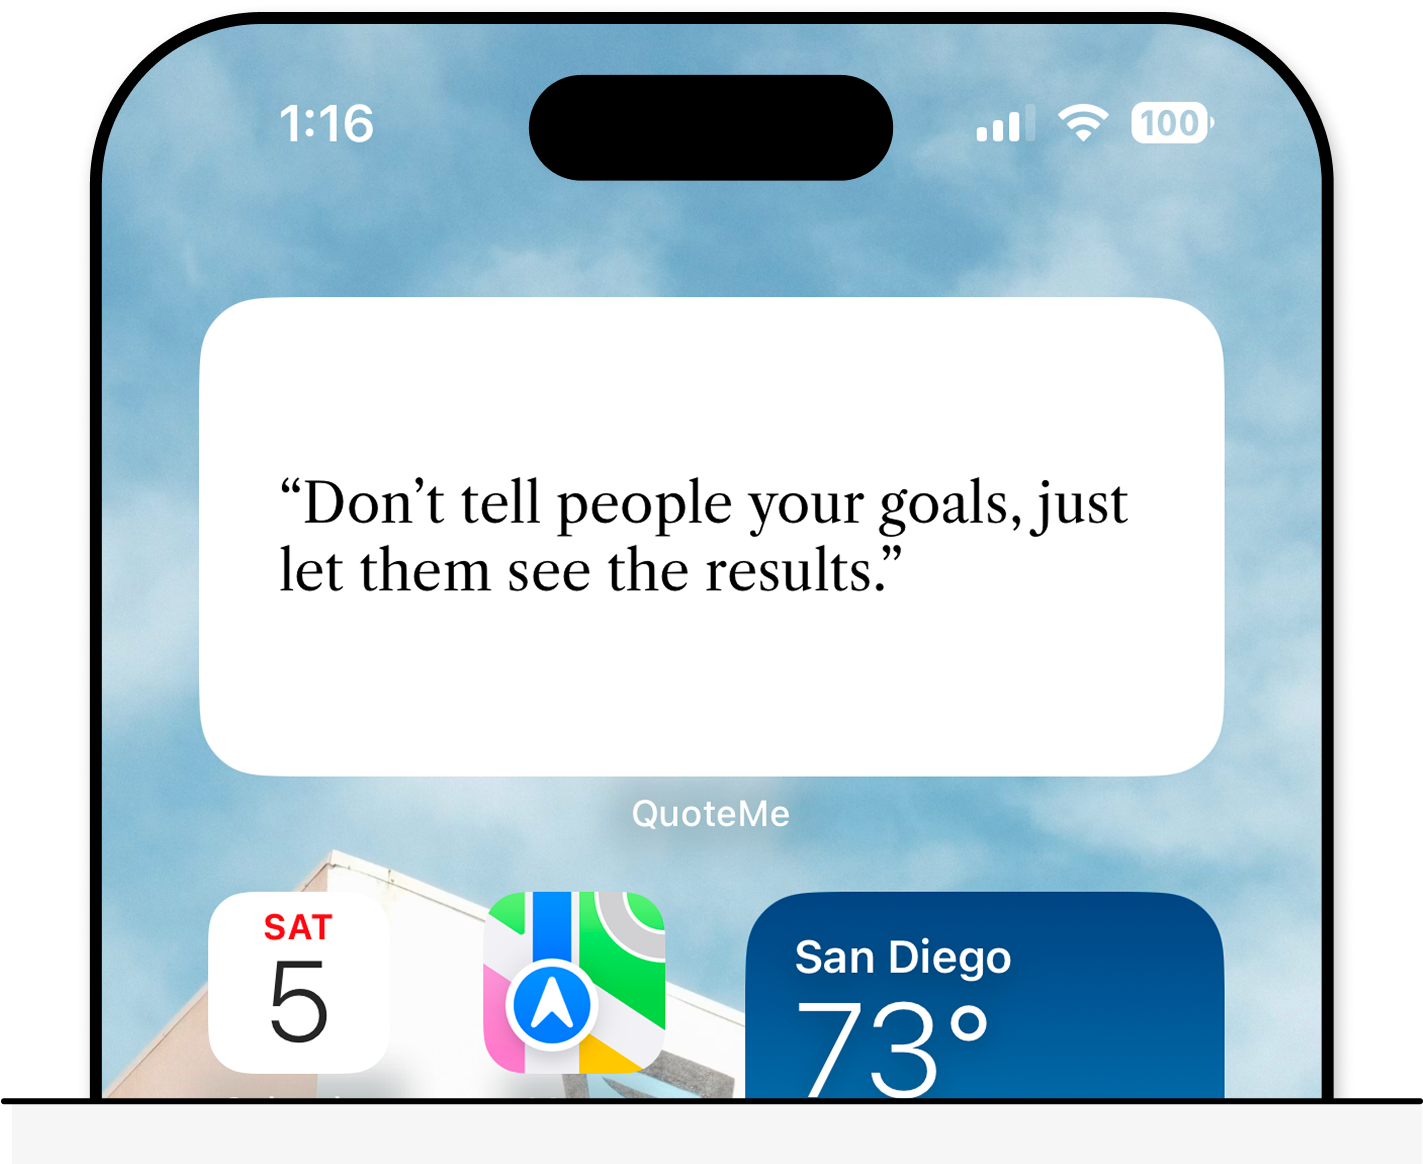 1:16
100
“Don’t tell people your goals, just
let them see the results.”
QuoteMe
SAT
5
San Diego
73°